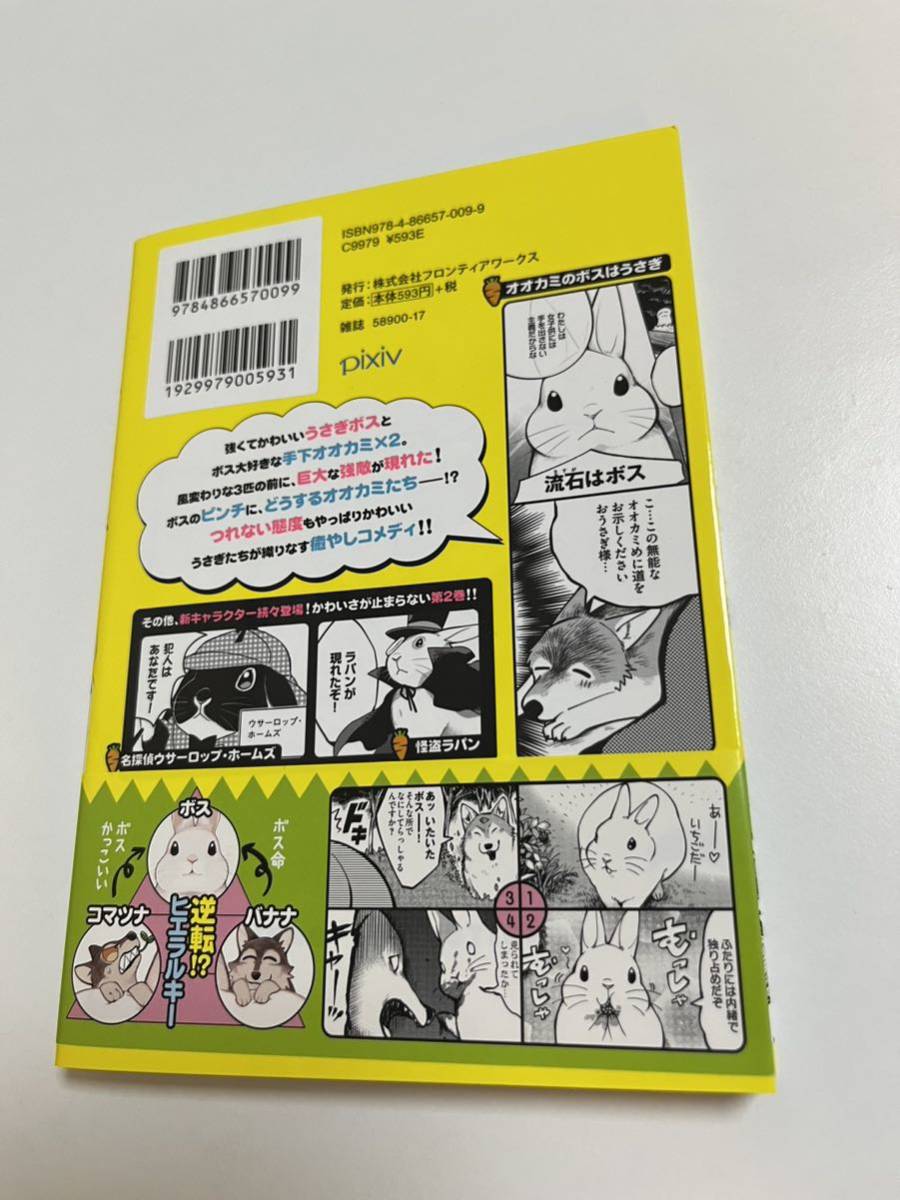 ISBN978-4-86657-009-9
C9979 ¥593E
発行：株式会社フロンティアワークス
定価：本体593円+税
雑誌 58900-17
pixiv
9784866570099
1929979005931
強くてかわいいうさぎボスと
ボス大好きな手下オオカミ×2。
風変わりな3匹の前に、巨大な強敵が現れた！
ボスのピンチに、どうするオオカミたち――!?
つれない態度もやっぱりかわいい
うさぎたちが織りなす癒やしコメディ!!
オオカミのボスはうさぎ
わたしは
女子供には
手を出さない
主義だからな
流石はボス
こ…この無能な
オオカミめに道を
お示しください
おうさぎ様…
その他、新キャラクター続々登場！かわいさが止まらない第2巻!!
犯人は
あなたです！
ウサーロップ・
ホームズ
名探偵ウサーロップ・ホームズ
ラパンが
現れたぞ！
怪盗ラパン
ボス
ボス
かっこいい
ボス命
コマツナ
バナナ
逆転!?
ヒエラルキー
あー♡
いちごだー
1
ふたりには内緒で
独り占めだぞ
むっしゃ
むっしゃ
2
あッ いたいた
ボスー！
そんな所で
なにしてらっしゃる
んですか？
ドキ
3
見られて
しまったか…
ギャー！
4